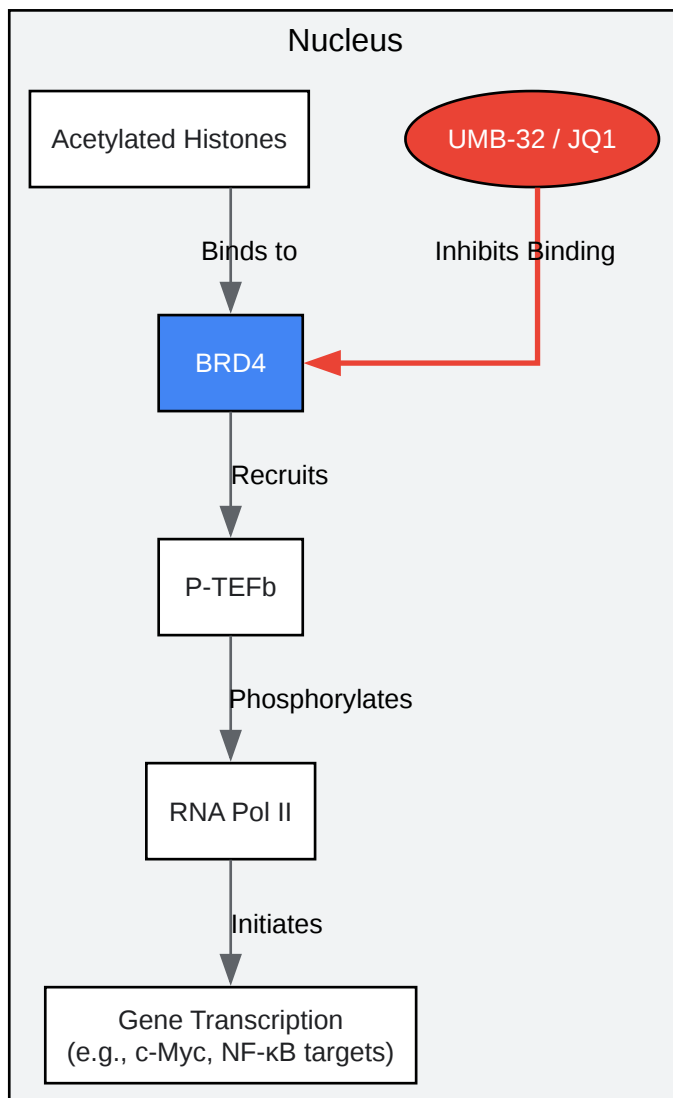 Nucleus
Acetylated Histones
UMB-32 / JQ1
Binds to
Inhibits Binding
BRD4
Recruits
P-TEFb
Phosphorylates
RNA Pol II
Initiates
Gene Transcription
(e.g., c-Myc, NF-κB targets)